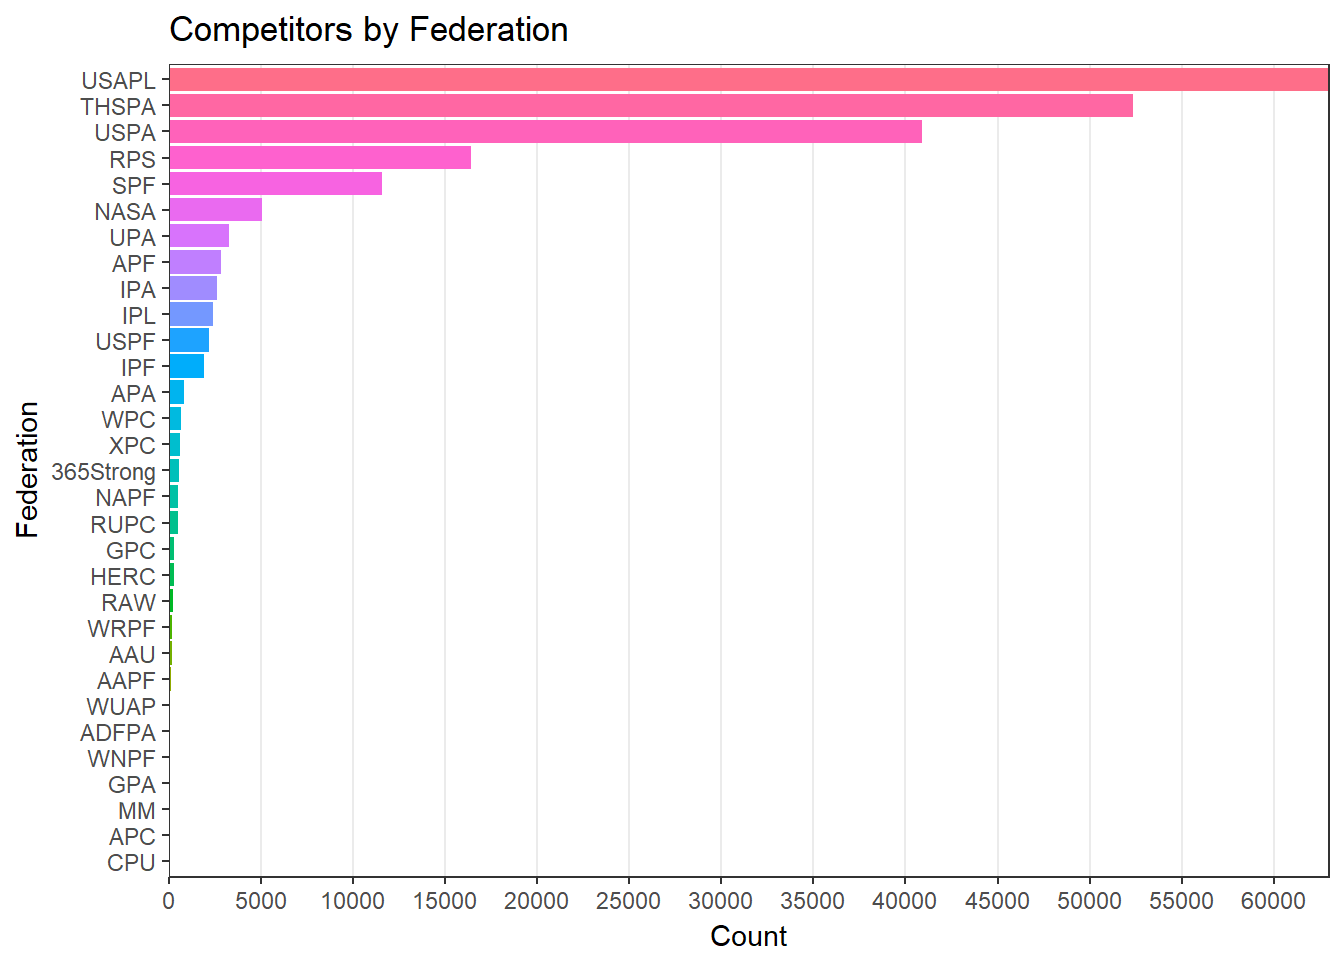 Competitors by Federation
USAPL
THSPA
USPA
RPS
SPF
NASA
UPA
APF
IPA
IPL
USPF
IPF
APA
WPC
XPC
365Strong
NAPF
RUPC
GPC
HERC
RAW
WRPF
AAU
AAPF
WUAP
ADFPA
WNPF
GPA
MM
APC
CPU
Federation
0 5000 10000 15000 20000 25000 30000 35000 40000 45000 50000 55000 60000
Count